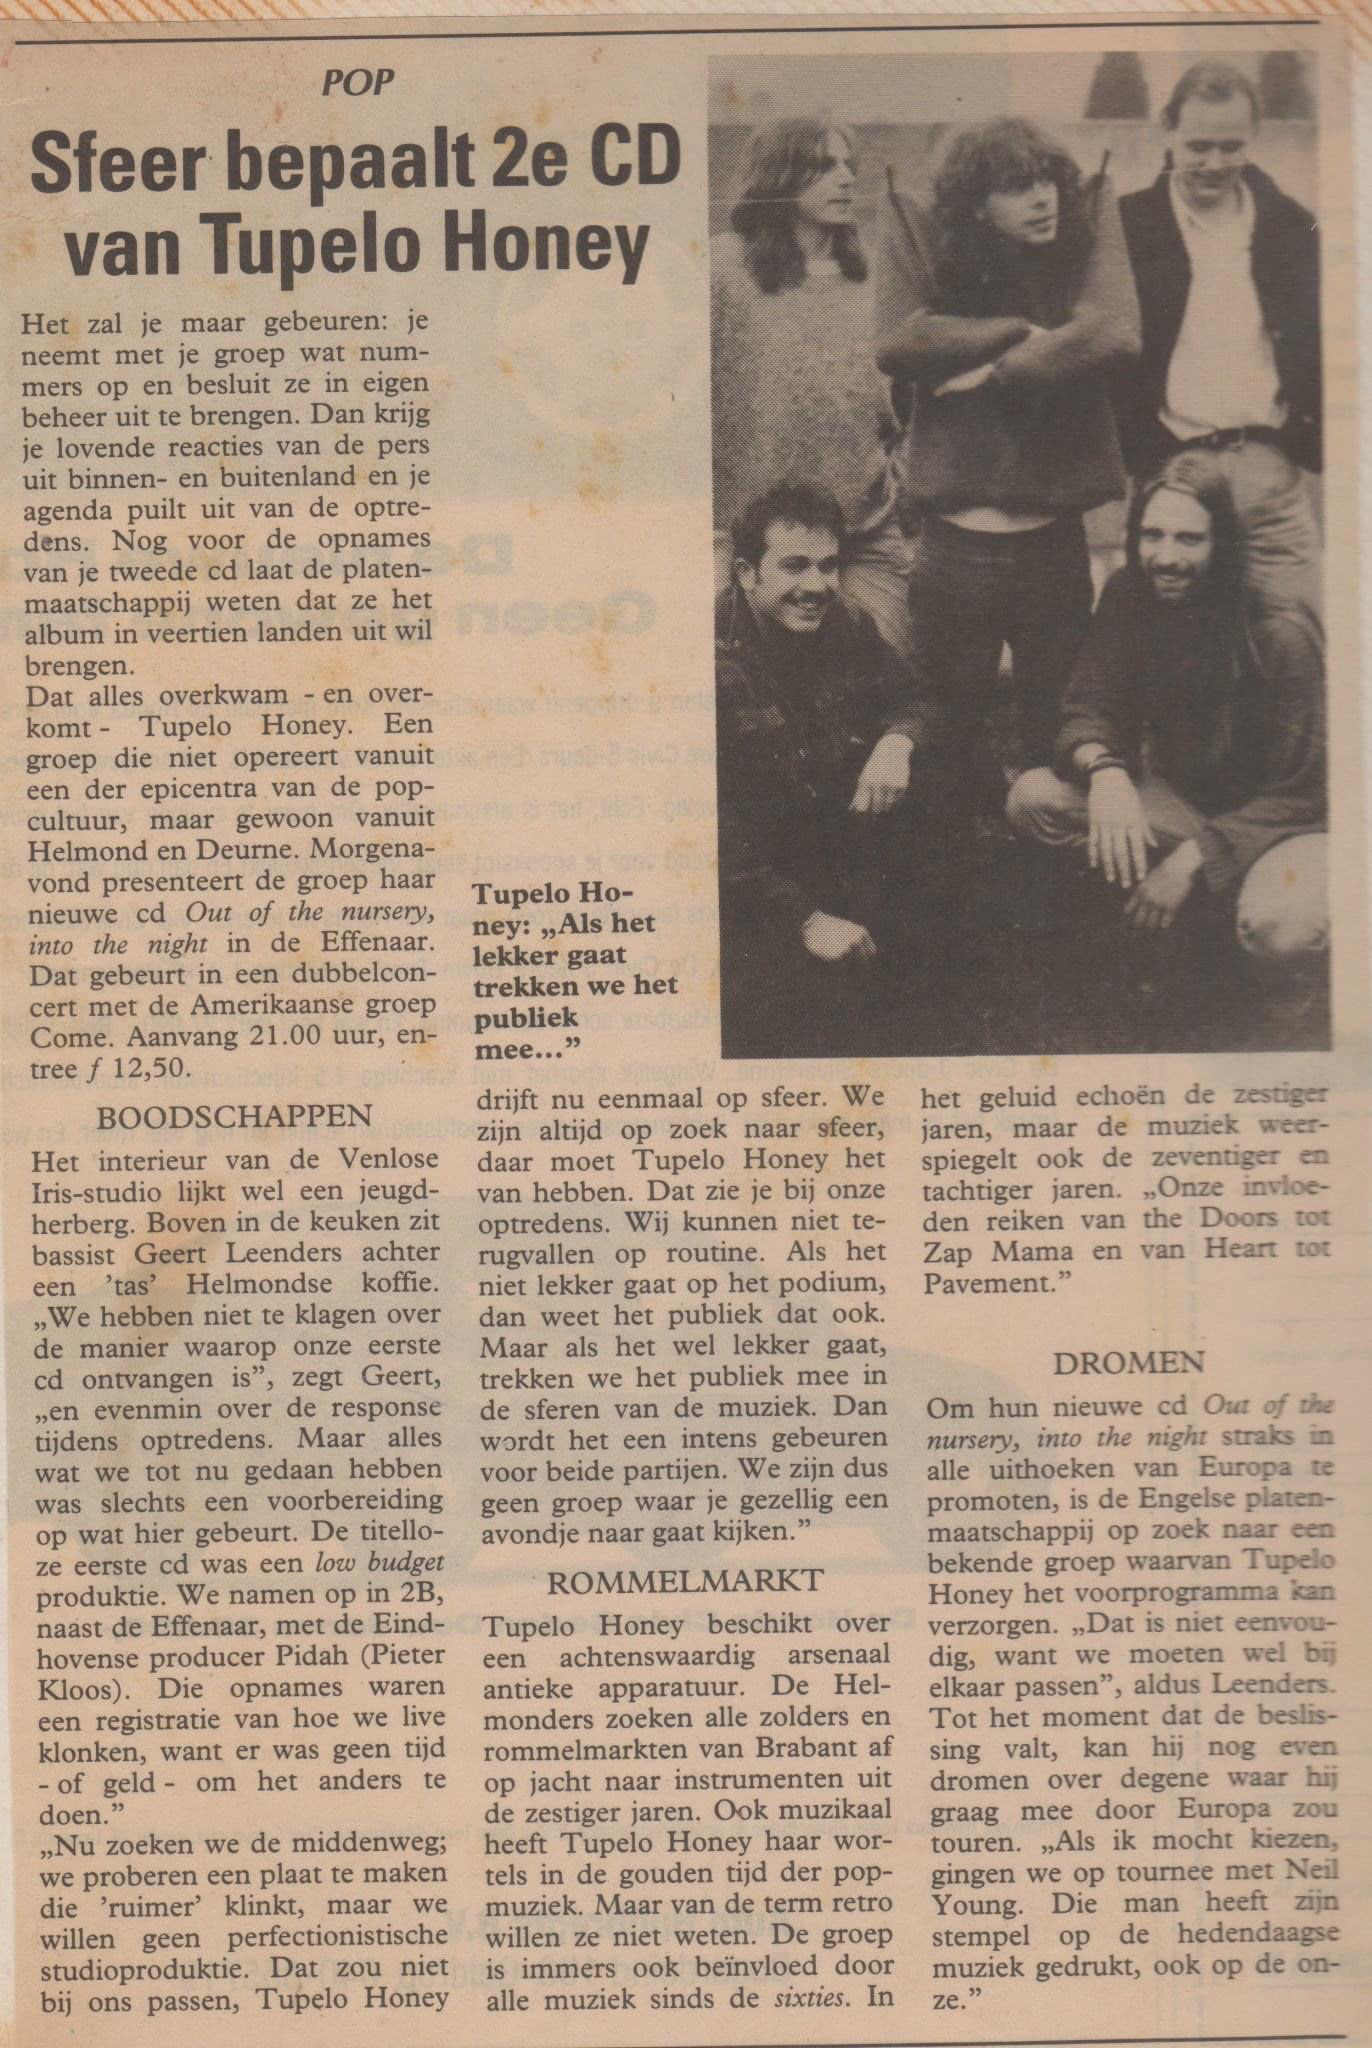 POP
Sfeer bepaalt 2e CD
van Tupelo Honey
Het zal je maar gebeuren: je
neemt met je groep wat num-
mers op en besluit ze in eigen
beheer uit te brengen. Dan krijg
je lovende reacties van de pers
uit binnen- en buitenland en je
agenda puilt uit van de optre-
dens. Nog voor de opnames
van je tweede cd laat de platen-
maatschappij weten dat ze het
album in veertien landen uit wil
brengen.
Dat alles overkwam - en over-
komt - Tupelo Honey. Een
groep die niet opereert vanuit
een der epicentra van de pop-
cultuur, maar gewoon vanuit
Helmond en Deurne. Morgena-
vond presenteert de groep haar
nieuwe cd Out of the nursery,
into the night in de Effenaar.
Dat gebeurt in een dubbelcon-
cert met de Amerikaanse groep
Come. Aanvang 21.00 uur, en-
tree ƒ 12,50.
BOODSCHAPPEN
Het interieur van de Venlose
Iris-studio lijkt wel een jeugd-
herberg. Boven in de keuken zit
bassist Geert Leenders achter
een 'tas' Helmondse koffie.
„We hebben niet te klagen over
de manier waarop onze eerste
cd ontvangen is”, zegt Geert,
„en evenmin over de response
tijdens optredens. Maar alles
wat we tot nu gedaan hebben
was slechts een voorbereiding
op wat hier gebeurt. De titello-
ze eerste cd was een low budget
produktie. We namen op in 2B,
naast de Effenaar, met de Eind-
hovense producer Pidah (Pieter
Kloos). Die opnames waren
een registratie van hoe we live
klonken, want er was geen tijd
- of geld - om het anders te
doen.”
„Nu zoeken we de middenweg;
we proberen een plaat te maken
die 'ruimer' klinkt, maar we
willen geen perfectionistische
studioproduktie. Dat zou niet
bij ons passen, Tupelo Honey
Tupelo Ho-
ney: „Als het
lekker gaat
trekken we het
publiek
mee...”
drijft nu eenmaal op sfeer. We
zijn altijd op zoek naar sfeer,
daar moet Tupelo Honey het
van hebben. Dat zie je bij onze
optredens. Wij kunnen niet te-
rugvallen op routine. Als het
niet lekker gaat op het podium,
dan weet het publiek dat ook.
Maar als het wel lekker gaat,
trekken we het publiek mee in
de sferen van de muziek. Dan
wordt het een intens gebeuren
voor beide partijen. We zijn dus
geen groep waar je gezellig een
avondje naar gaat kijken.”
ROMMELMARKT
Tupelo Honey beschikt over
een achtenswaardig arsenaal
antieke apparatuur. De Hel-
monders zoeken alle zolders en
rommelmarkten van Brabant af
op jacht naar instrumenten uit
de zestiger jaren. Ook muzikaal
heeft Tupelo Honey haar wor-
tels in de gouden tijd der pop-
muziek. Maar van de term retro
willen ze niet weten. De groep
is immers ook beïnvloed door
alle muziek sinds de sixties. In
het geluid echoën de zestiger
jaren, maar de muziek weer-
spiegelt ook de zeventiger en
tachtiger jaren. „Onze invloe-
den reiken van the Doors tot
Zap Mama en van Heart tot
Pavement.”
DROMEN
Om hun nieuwe cd Out of the
nursery, into the night straks in
alle uithoeken van Europa te
promoten, is de Engelse platen-
maatschappij op zoek naar een
bekende groep waarvan Tupelo
Honey het voorprogramma kan
verzorgen. „Dat is niet eenvou-
dig, want we moeten wel bij
elkaar passen”, aldus Leenders.
Tot het moment dat de beslis-
sing valt, kan hij nog even
dromen over degene waar hij
graag mee door Europa zou
touren. „Als ik mocht kiezen,
gingen we op tournee met Neil
Young. Die man heeft zijn
stempel op de hedendaagse
muziek gedrukt, ook op de on-
ze.”